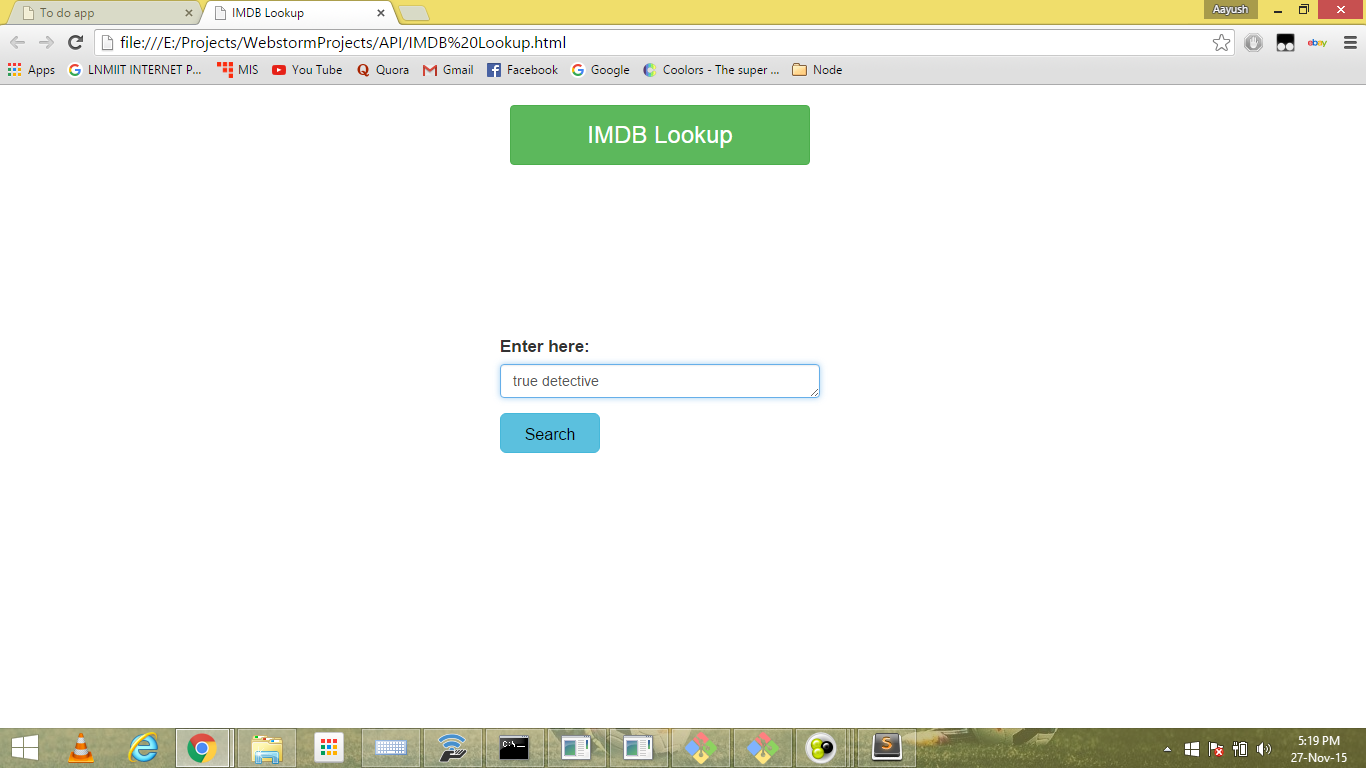 To do app
IMDB Lookup
Aayush
file:///E:/Projects/WebstormProjects/API/IMDB%20Lookup.html
ebay
Apps
LNMIIT INTERNET P...
MIS
You Tube
Quora
Gmail
Facebook
Google
Coolors - The super ...
Node
IMDB Lookup
Enter here:
true detective
Search
C:\_
S
5:19 PM
27-Nov-15